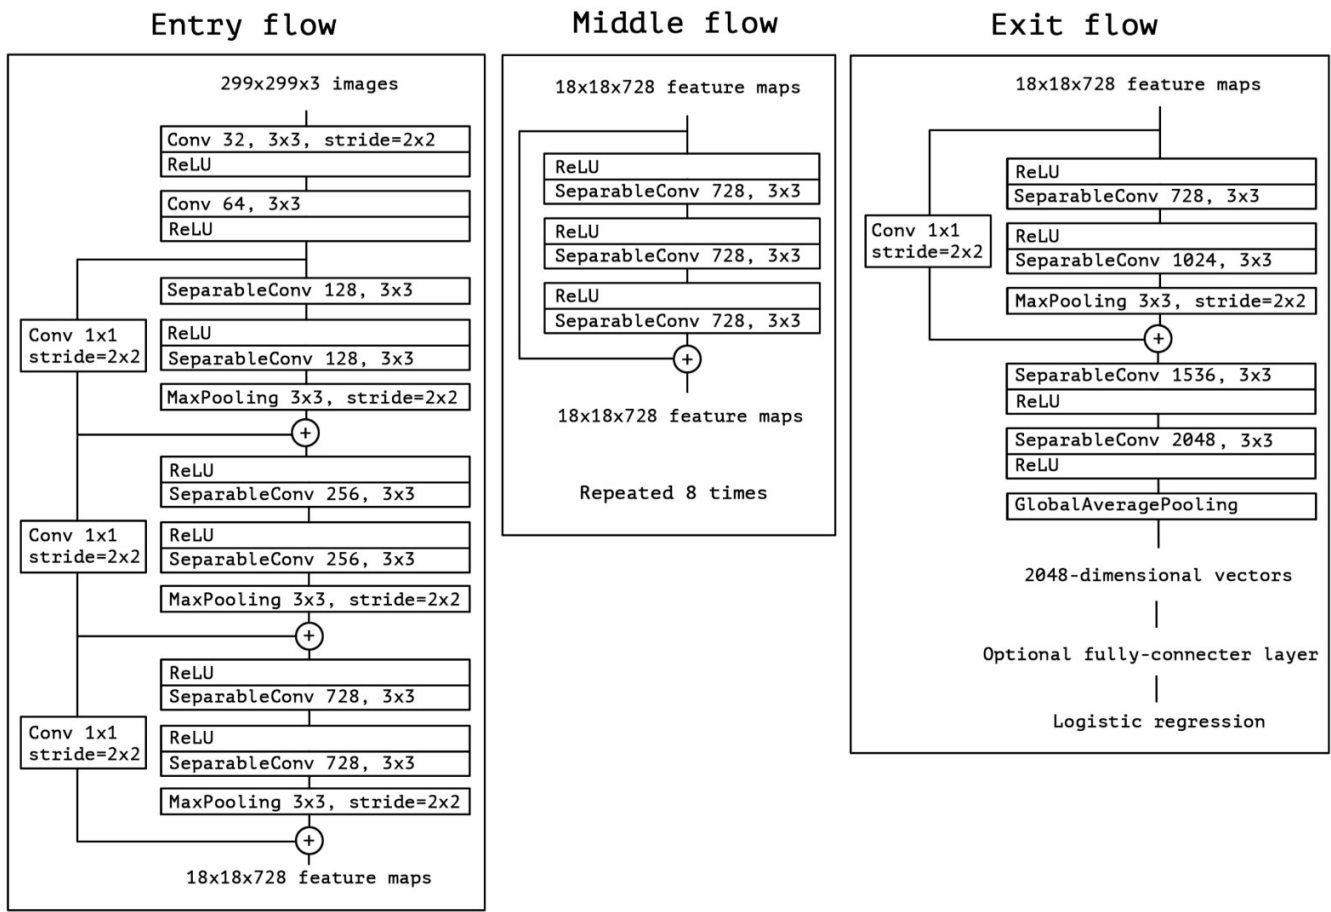 Entry flow
299x299x3 images
Conv 32, 3x3, stride=2x2
ReLU
Conv 64, 3x3
ReLU
SeparableConv 128, 3x3
Conv 1x1
stride=2x2
ReLU
SeparableConv 128, 3x3
MaxPooling 3x3, stride=2x2
+
ReLU
SeparableConv 256, 3x3
Conv 1x1
stride=2x2
ReLU
SeparableConv 256, 3x3
MaxPooling 3x3, stride=2x2
+
ReLU
SeparableConv 728, 3x3
Conv 1x1
stride=2x2
ReLU
SeparableConv 728, 3x3
MaxPooling 3x3, stride=2x2
+
18x18x728 feature maps
Middle flow
18x18x728 feature maps
ReLU
SeparableConv 728, 3x3
ReLU
SeparableConv 728, 3x3
ReLU
SeparableConv 728, 3x3
+
18x18x728 feature maps
Repeated 8 times
Exit flow
18x18x728 feature maps
ReLU
SeparableConv 728, 3x3
Conv 1x1
stride=2x2
ReLU
SeparableConv 1024, 3x3
MaxPooling 3x3, stride=2x2
+
SeparableConv 1536, 3x3
ReLU
SeparableConv 2048, 3x3
ReLU
GlobalAveragePooling
2048-dimensional vectors
Optional fully-connecter layer
Logistic regression